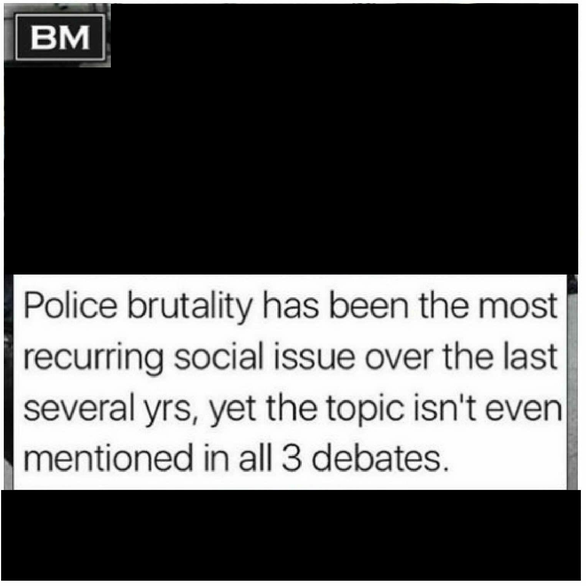 BM
Police brutality has been the most
recurring social issue over the last
several yrs, yet the topic isn't even
mentioned in all 3 debates.